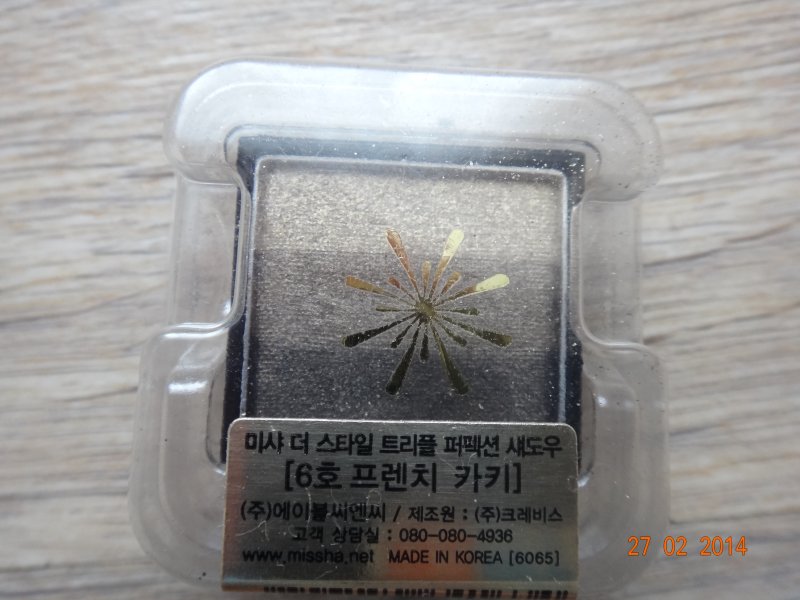 미샤 더 스타일 트리플 퍼펙션 섀도우
[6호 프렌치 카키]
(주)에이블씨엔씨 / 제조원 : (주)크레비스
고객 상담실 : 080-080-4936
www.missha.net MADE IN KOREA [6065]
27 02 2014